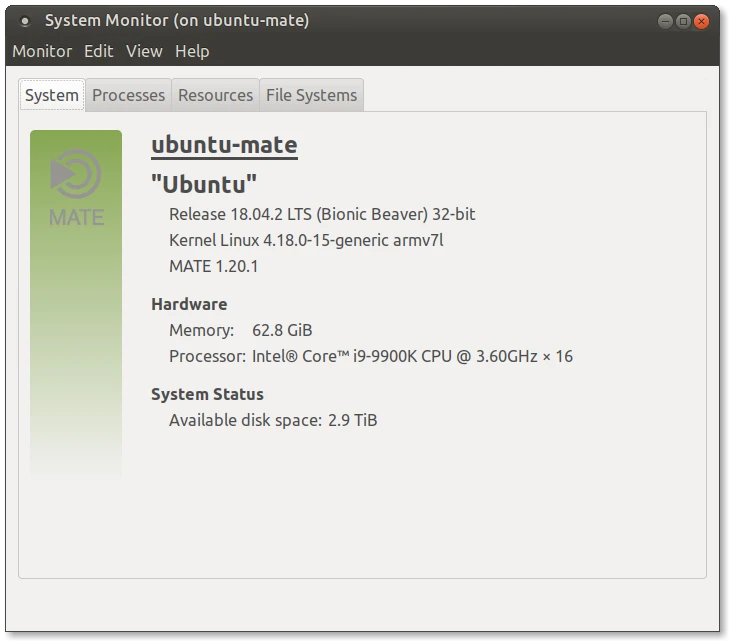 System Monitor (on ubuntu-mate)
Monitor Edit View Help
System Processes Resources File Systems
MATE
ubuntu-mate
"Ubuntu"
Release 18.04.2 LTS (Bionic Beaver) 32-bit
Kernel Linux 4.18.0-15-generic armv7l
MATE 1.20.1
Hardware
Memory: 62.8 GiB
Processor: Intel® Core™ i9-9900K CPU @ 3.60GHz × 16
System Status
Available disk space: 2.9 TiB